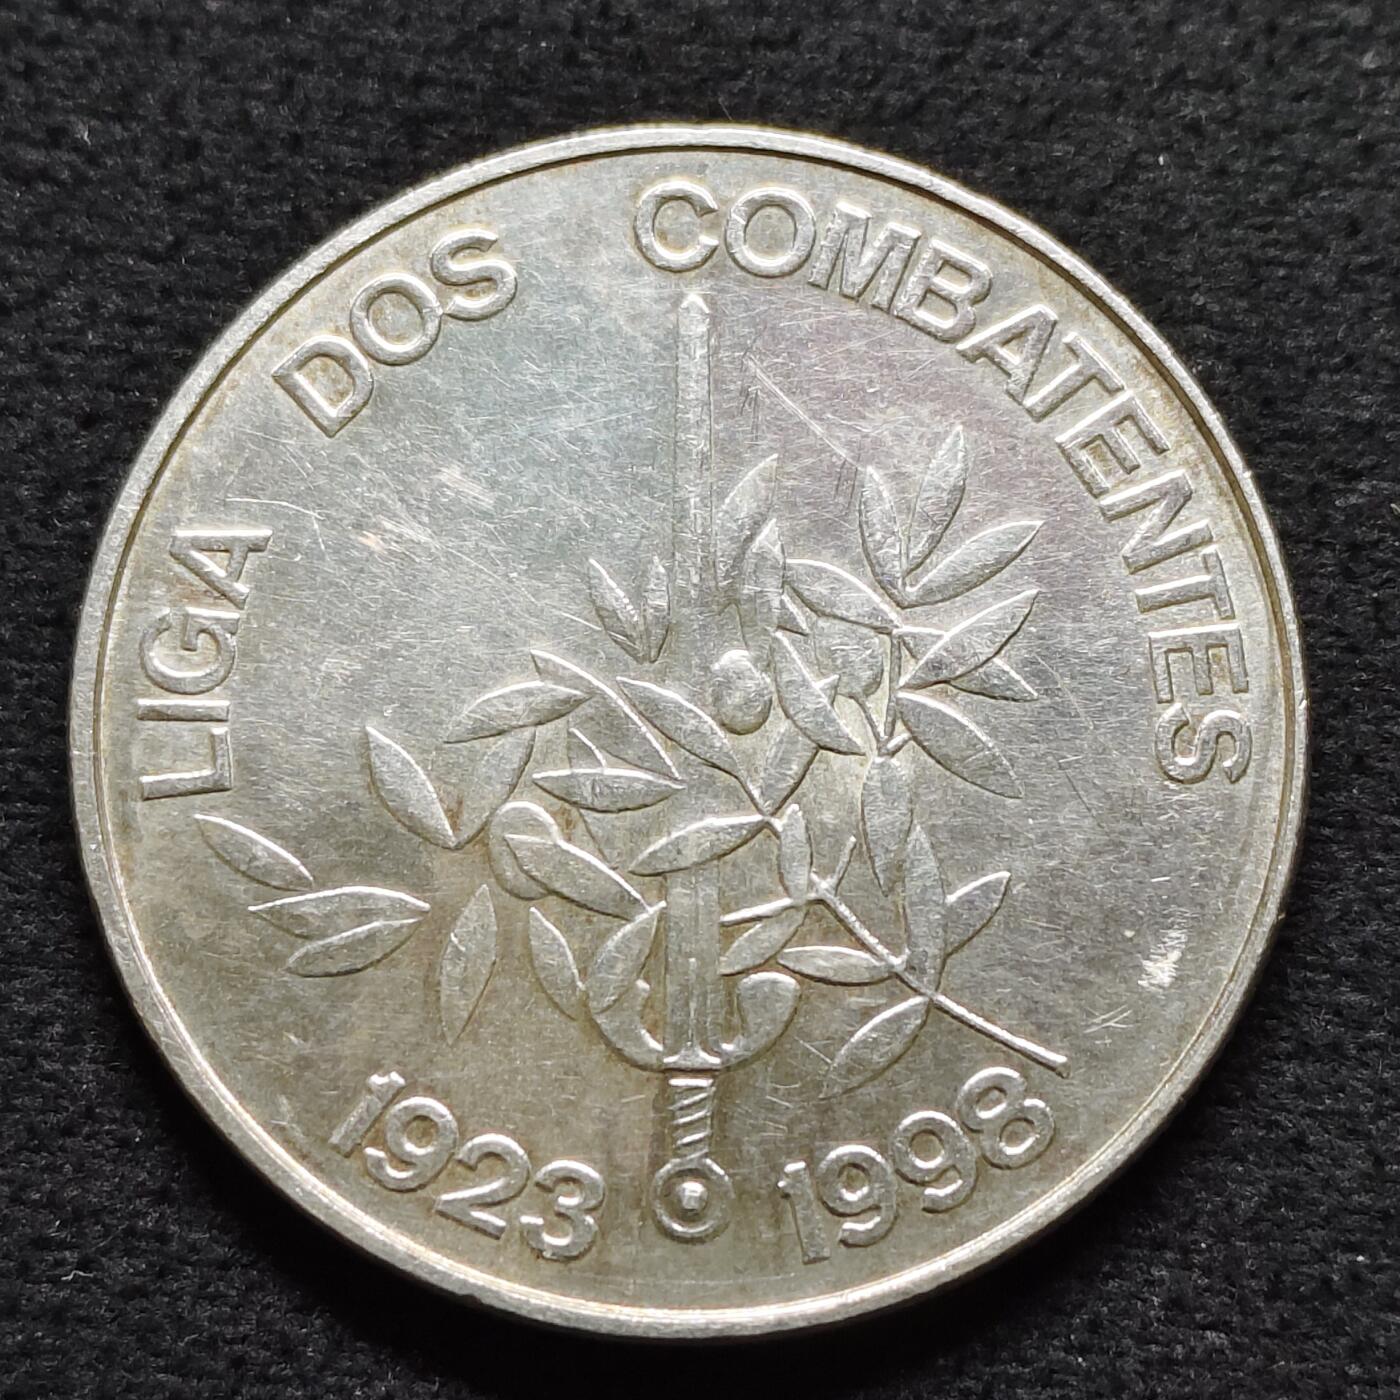 LIGA DOS COMBATENTES
1923 1998